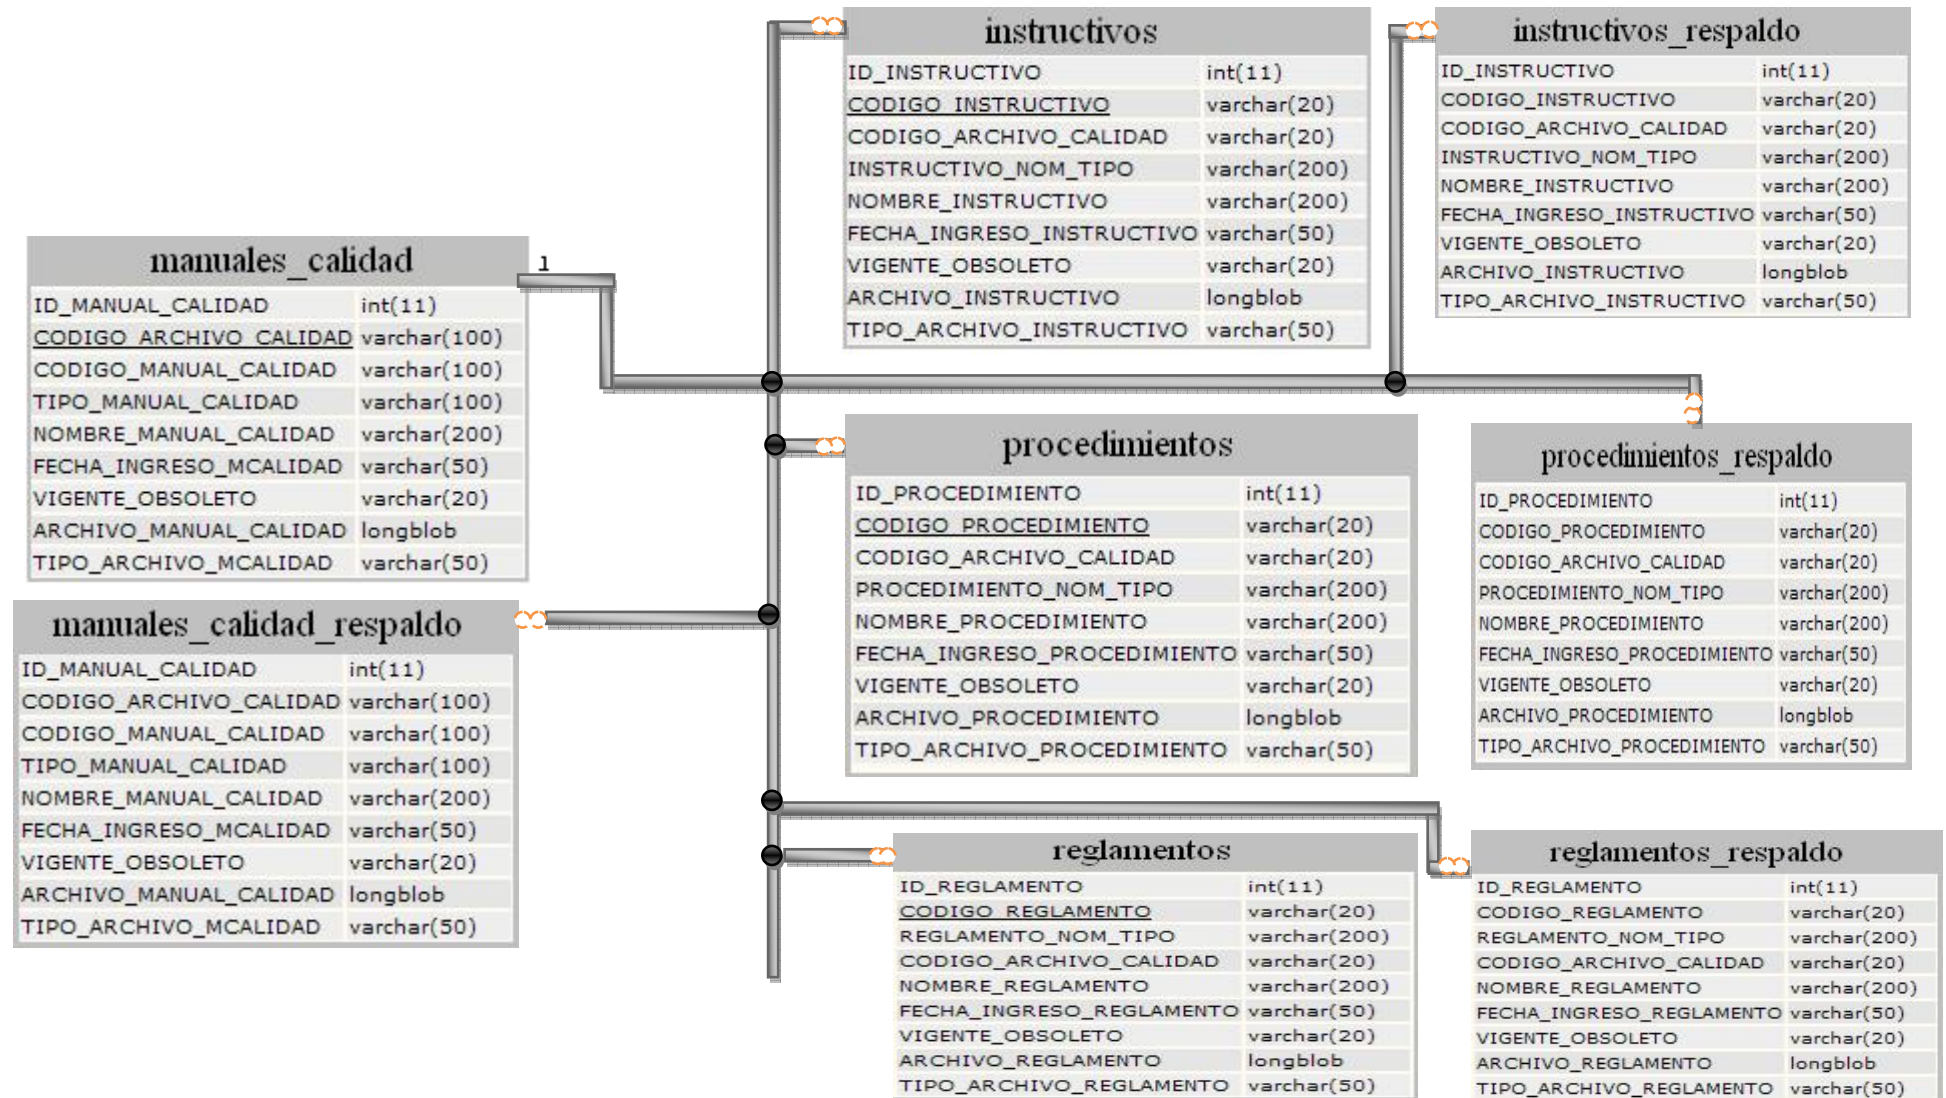 instructivos
ID_INSTRUCTIVO int(11)
CODIGO_INSTRUCTIVO varchar(20)
CODIGO_ARCHIVO_CALIDAD varchar(20)
INSTRUCTIVO_NOM_TIPO varchar(200)
NOMBRE_INSTRUCTIVO varchar(200)
FECHA_INGRESO_INSTRUCTIVO varchar(50)
VIGENTE_OBSOLETO varchar(20)
ARCHIVO_INSTRUCTIVO longblob
TIPO_ARCHIVO_INSTRUCTIVO varchar(50)
instructivos_respaldo
ID_INSTRUCTIVO int(11)
CODIGO_INSTRUCTIVO varchar(20)
CODIGO_ARCHIVO_CALIDAD varchar(20)
INSTRUCTIVO_NOM_TIPO varchar(200)
NOMBRE_INSTRUCTIVO varchar(200)
FECHA_INGRESO_INSTRUCTIVO varchar(50)
VIGENTE_OBSOLETO varchar(20)
ARCHIVO_INSTRUCTIVO longblob
TIPO_ARCHIVO_INSTRUCTIVO varchar(50)
manuales_calidad
1
ID_MANUAL_CALIDAD int(11)
CODIGO_ARCHIVO_CALIDAD varchar(100)
CODIGO_MANUAL_CALIDAD varchar(100)
TIPO_MANUAL_CALIDAD varchar(100)
NOMBRE_MANUAL_CALIDAD varchar(200)
FECHA_INGRESO_MCALIDAD varchar(50)
VIGENTE_OBSOLETO varchar(20)
ARCHIVO_MANUAL_CALIDAD longblob
TIPO_ARCHIVO_MCALIDAD varchar(50)
procedimientos
ID_PROCEDIMIENTO int(11)
CODIGO_PROCEDIMIENTO varchar(20)
CODIGO_ARCHIVO_CALIDAD varchar(20)
PROCEDIMIENTO_NOM_TIPO varchar(200)
NOMBRE_PROCEDIMIENTO varchar(200)
FECHA_INGRESO_PROCEDIMIENTO varchar(50)
VIGENTE_OBSOLETO varchar(20)
ARCHIVO_PROCEDIMIENTO longblob
TIPO_ARCHIVO_PROCEDIMIENTO varchar(50)
procedimientos_respaldo
ID_PROCEDIMIENTO int(11)
CODIGO_PROCEDIMIENTO varchar(20)
CODIGO_ARCHIVO_CALIDAD varchar(20)
PROCEDIMIENTO_NOM_TIPO varchar(200)
NOMBRE_PROCEDIMIENTO varchar(200)
FECHA_INGRESO_PROCEDIMIENTO varchar(50)
VIGENTE_OBSOLETO varchar(20)
ARCHIVO_PROCEDIMIENTO longblob
TIPO_ARCHIVO_PROCEDIMIENTO varchar(50)
manuales_calidad_respaldo
ID_MANUAL_CALIDAD int(11)
CODIGO_ARCHIVO_CALIDAD varchar(100)
CODIGO_MANUAL_CALIDAD varchar(100)
TIPO_MANUAL_CALIDAD varchar(100)
NOMBRE_MANUAL_CALIDAD varchar(200)
FECHA_INGRESO_MCALIDAD varchar(50)
VIGENTE_OBSOLETO varchar(20)
ARCHIVO_MANUAL_CALIDAD longblob
TIPO_ARCHIVO_MCALIDAD varchar(50)
reglamentos
ID_REGLAMENTO int(11)
CODIGO_REGLAMENTO varchar(20)
REGLAMENTO_NOM_TIPO varchar(200)
CODIGO_ARCHIVO_CALIDAD varchar(20)
NOMBRE_REGLAMENTO varchar(200)
FECHA_INGRESO_REGLAMENTO varchar(50)
VIGENTE_OBSOLETO varchar(20)
ARCHIVO_REGLAMENTO longblob
TIPO_ARCHIVO_REGLAMENTO varchar(50)
reglamentos_respaldo
ID_REGLAMENTO int(11)
CODIGO_REGLAMENTO varchar(20)
REGLAMENTO_NOM_TIPO varchar(200)
CODIGO_ARCHIVO_CALIDAD varchar(20)
NOMBRE_REGLAMENTO varchar(200)
FECHA_INGRESO_REGLAMENTO varchar(50)
VIGENTE_OBSOLETO varchar(20)
ARCHIVO_REGLAMENTO longblob
TIPO_ARCHIVO_REGLAMENTO varchar(50)